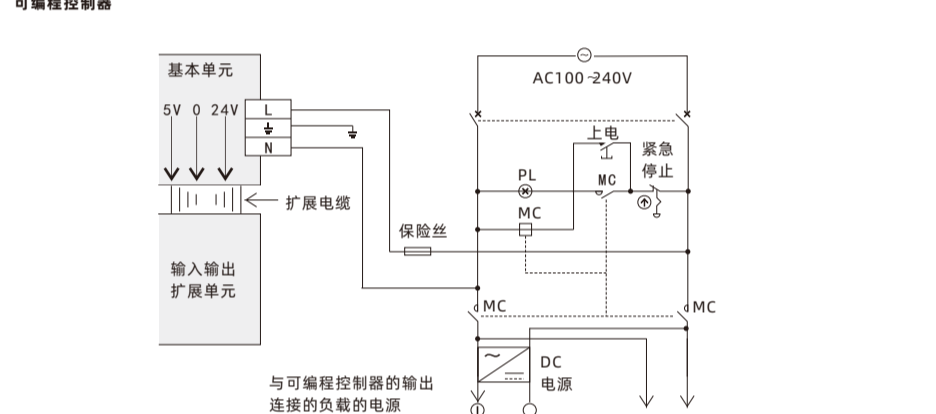 可编程控制器
基本单元
5V 0 24V
L
N
扩展电缆
输入输出
扩展单元
AC100~240V
上电
紧急
停止
PL
MC
MC
保险丝
MC
MC
DC
电源
与可编程控制器的输出
连接的负载的电源